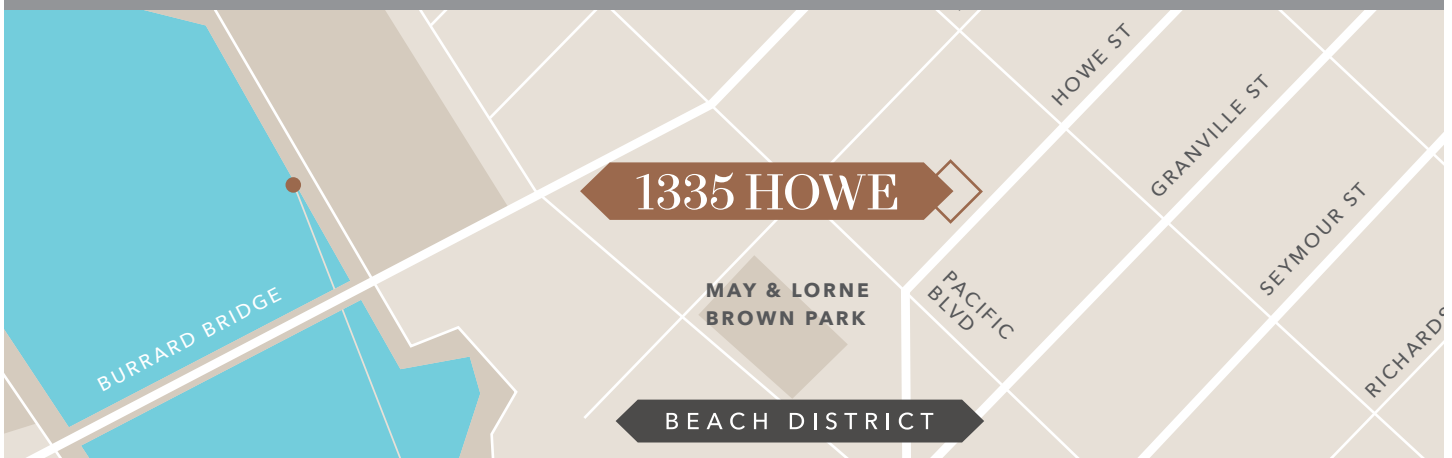 HOWE ST
GRANVILLE ST
1335 HOWE
SEYMOUR ST
MAY & LORNE
BROWN PARK
PACIFIC
BLVD
BURRARD BRIDGE
RICHARDS
BEACH DISTRICT